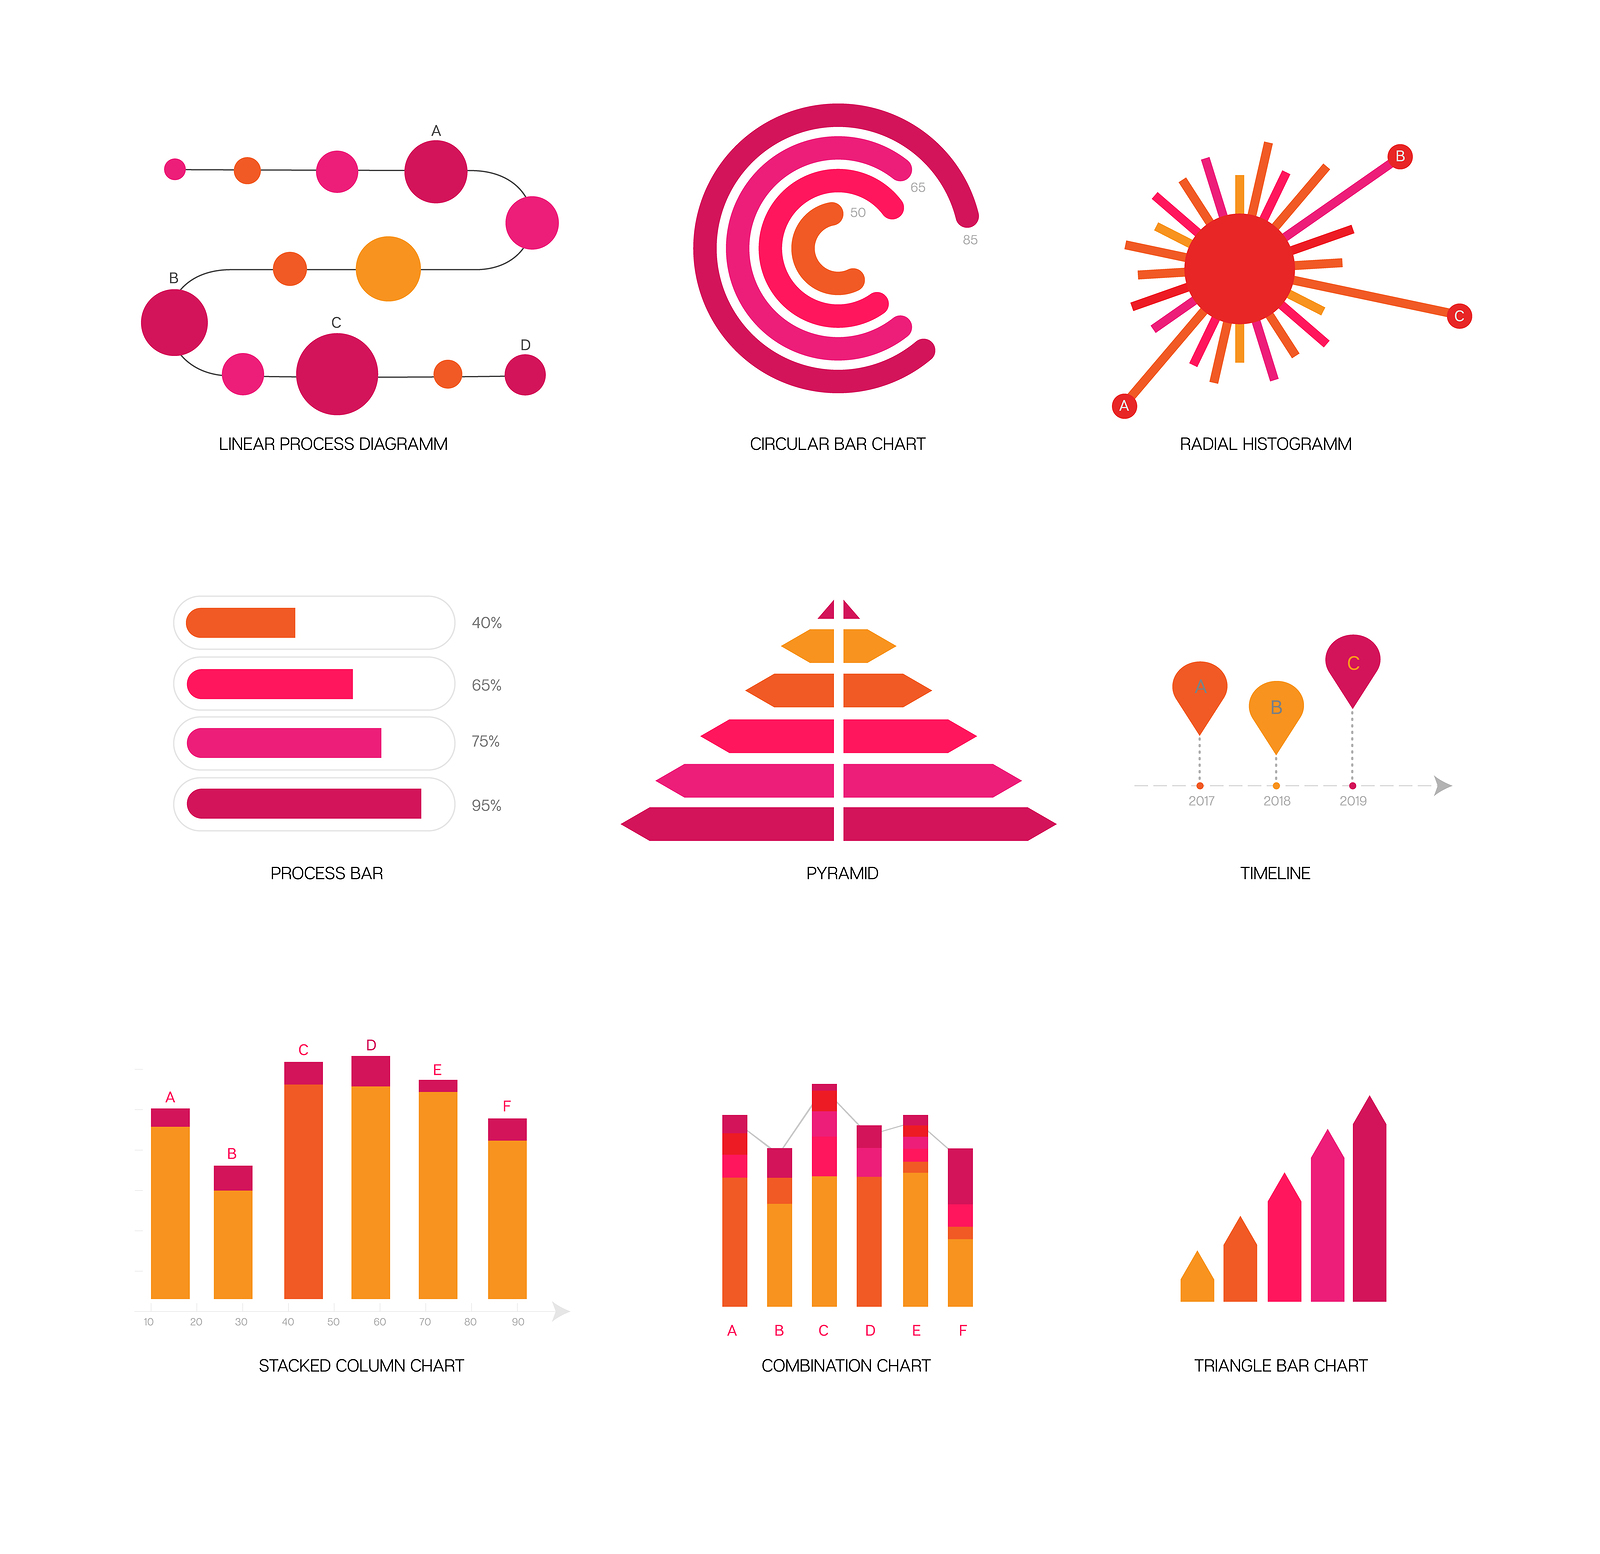 A
B
C
D
LINEAR PROCESS DIAGRAMM
65
50
85
CIRCULAR BAR CHART
B
C
A
RADIAL HISTOGRAMM
40%
65%
75%
95%
PROCESS BAR
PYRAMID
C
A
B
2017 2018 2019
TIMELINE
A
B
C
D
E
F
10 20 30 40 50 60 70 80 90
STACKED COLUMN CHART
A B C D E F
COMBINATION CHART
TRIANGLE BAR CHART